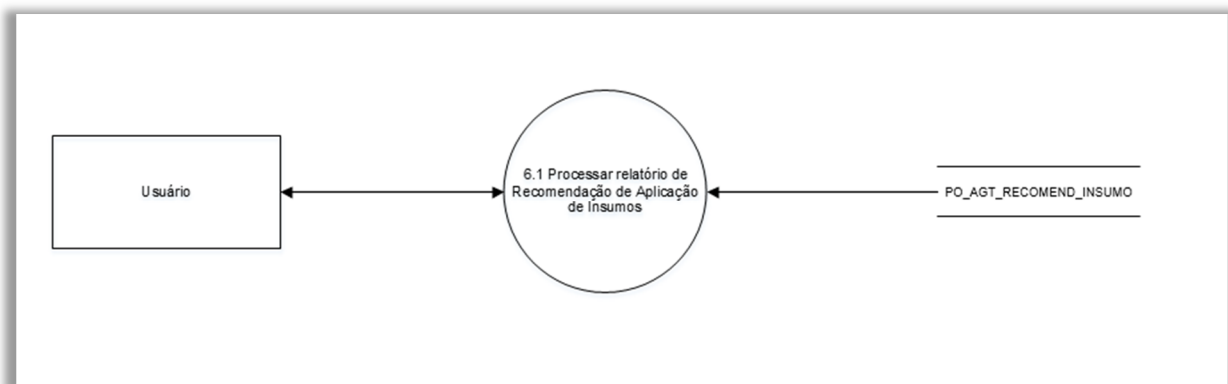 Usuário
6.1 Processar relatório de
Recomendação de Aplicação
de Insumos
PO_AGT_RECOMEND_INSUMO